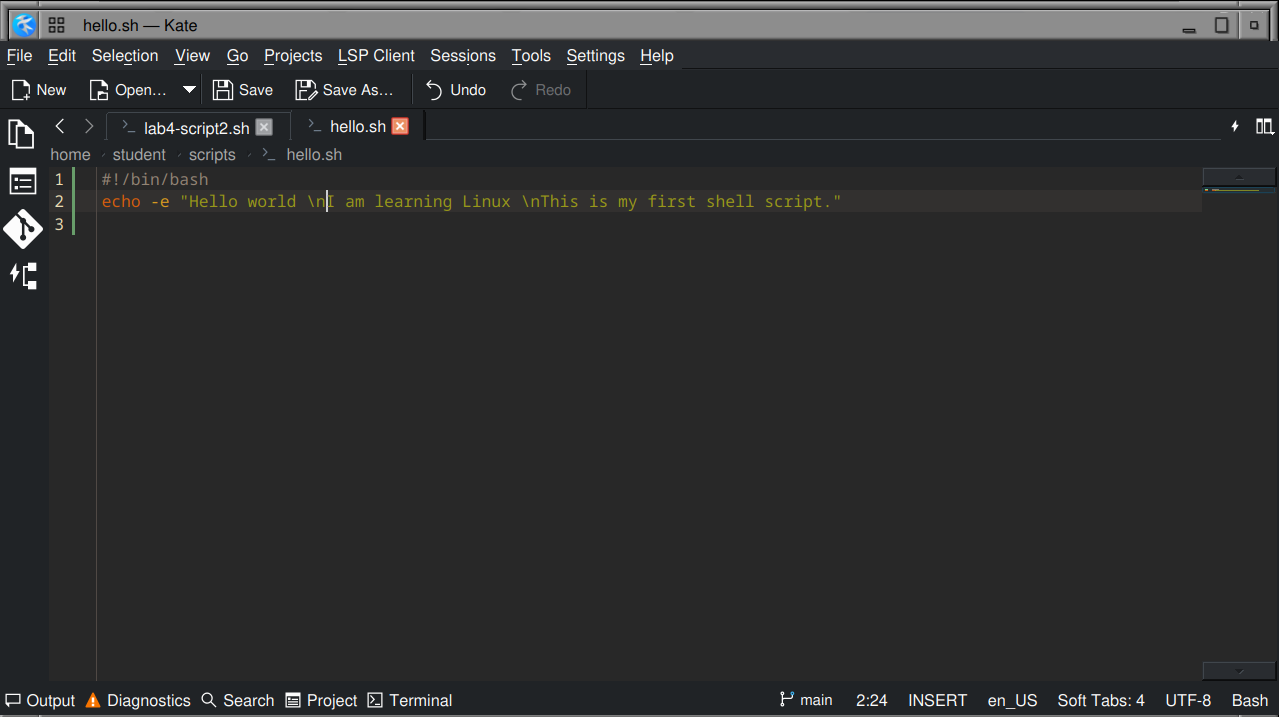 hello.sh — Kate
File Edit Selection View Go Projects LSP Client Sessions Tools Settings Help
New Open... Save Save As... Undo Redo
lab4-script2.sh hello.sh
home student scripts hello.sh
1 #!/bin/bash
2 echo -e "Hello world \nI am learning Linux \nThis is my first shell script."
3
Output Diagnostics Search Project Terminal main 2:24 INSERT en_US Soft Tabs: 4 UTF-8 Bash